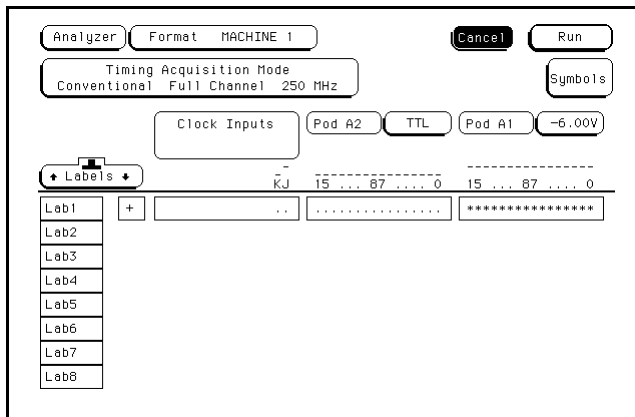 Analyzer Format MACHINE 1 Cancel Run
Timing Acquisition Mode
Conventional Full Channel 250 MHz
Symbols
Clock Inputs Pod A2 TTL Pod A1 -6.00V
↑ Labels ↓
KJ 15 ... 87 .... 0 15 ... 87 .... 0
Lab1 + .. ................ ****************
Lab2
Lab3
Lab4
Lab5
Lab6
Lab7
Lab8